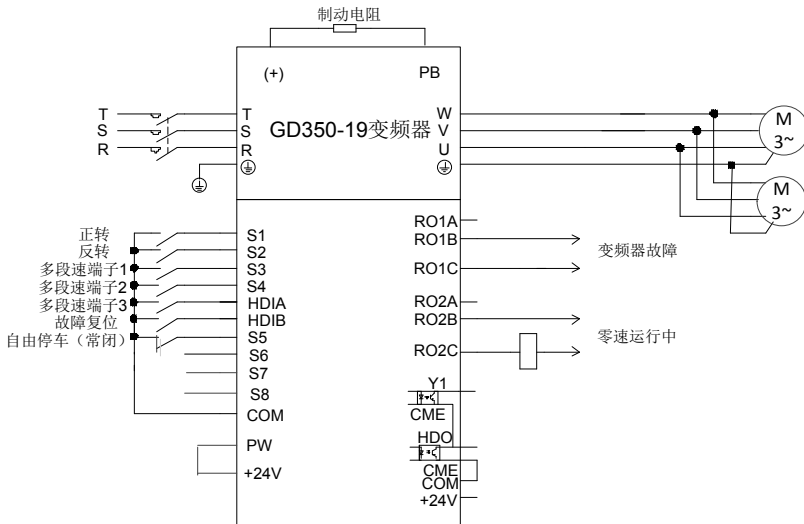 制动电阻
(+)
PB
T
T
W
S
S
GD350-19变频器
V
R
R
U
M
3~
M
3~
正转
S1
反转
S2
多段速端子1
S3
多段速端子2
S4
多段速端子3
HDIA
故障复位
HDIB
自由停车（常闭）
S5
S6
S7
S8
COM
PW
+24V
RO1A
RO1B
变频器故障
RO1C
RO2A
RO2B
零速运行中
RO2C
Y1
CME
HDO
CME
COM
+24V